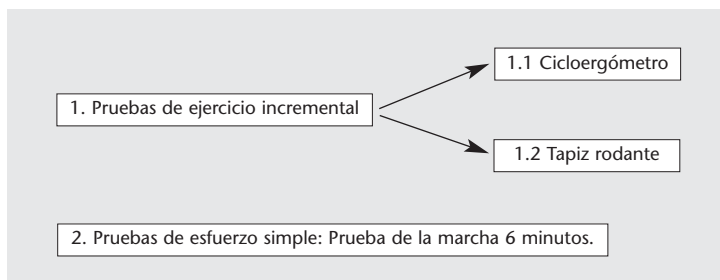 1. Pruebas de ejercicio incremental
1.1 Cicloergómetro
1.2 Tapiz rodante
2. Pruebas de esfuerzo simple: Prueba de la marcha 6 minutos.